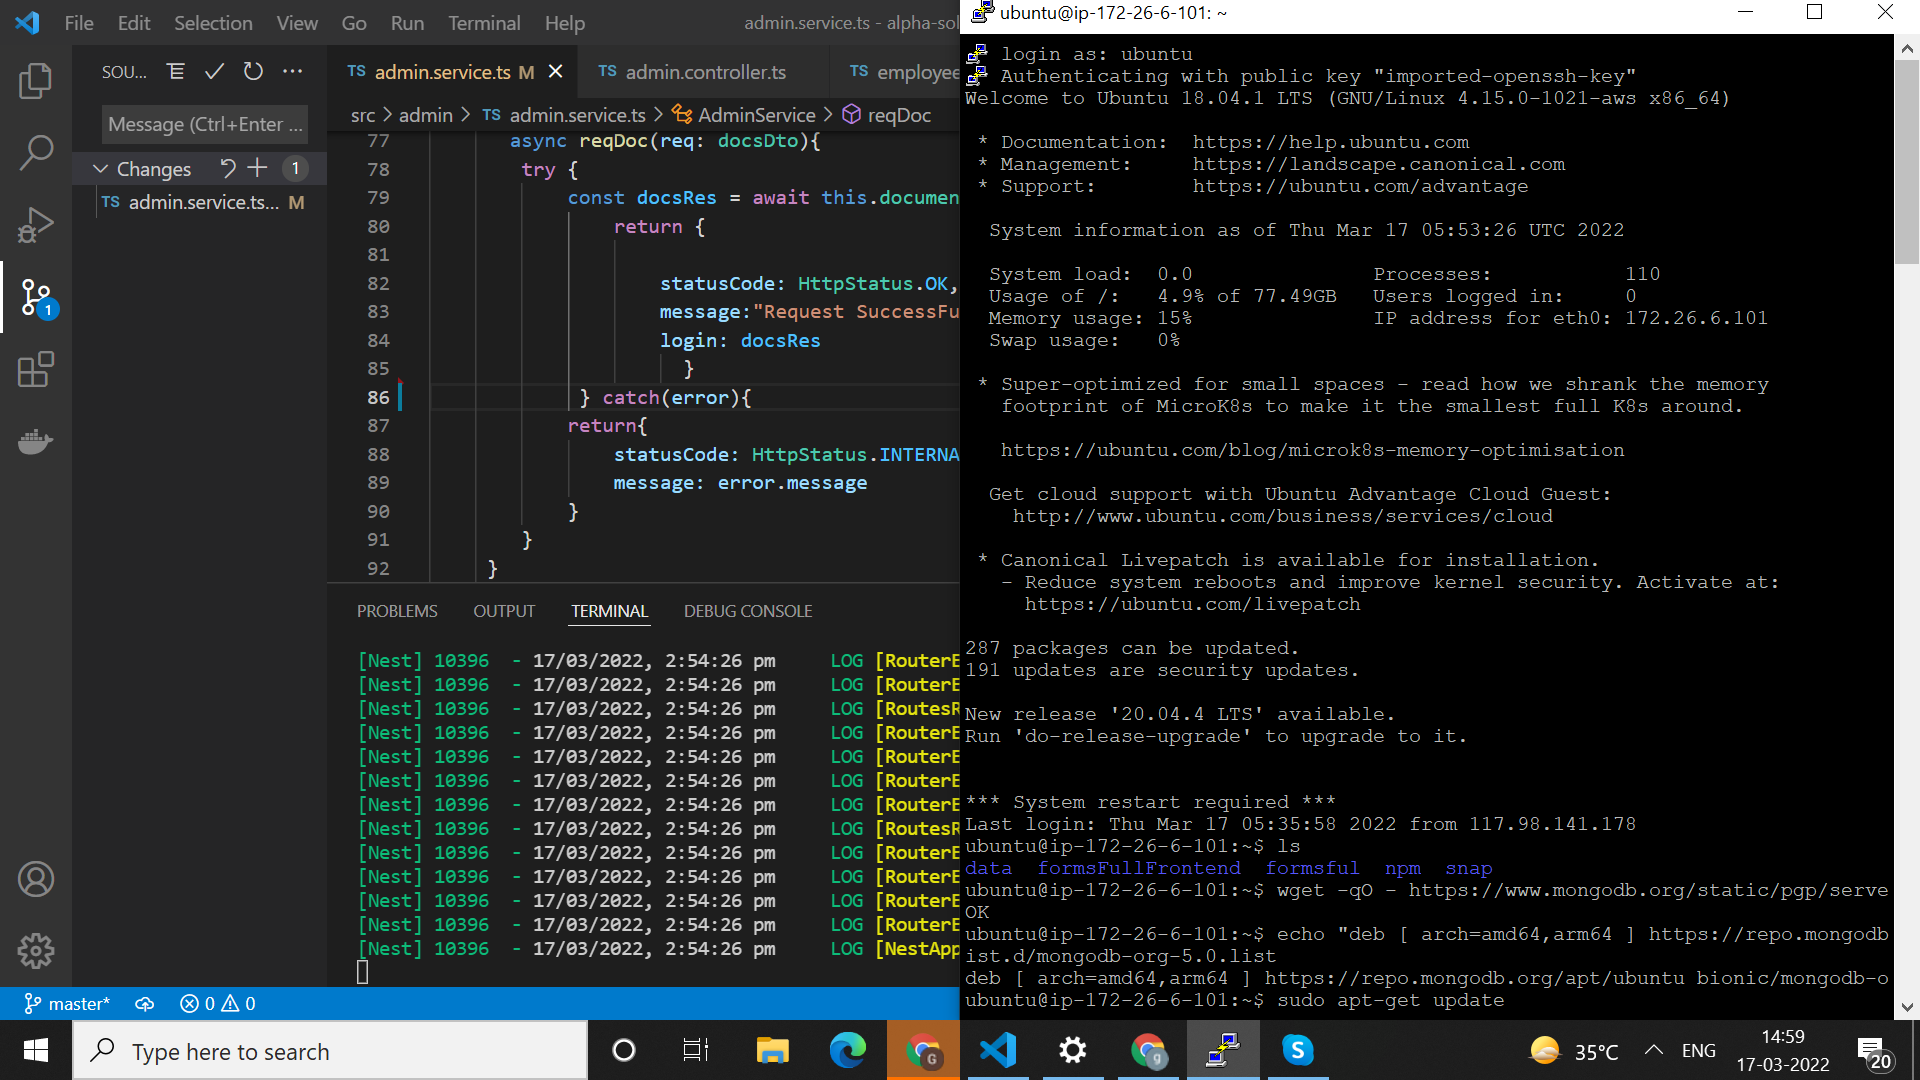 File Edit Selection View Go Run Terminal Help
admin.service.ts - alpha-sol
SOU...
Message (Ctrl+Enter ...
Changes 1
TS admin.service.ts... M
1
TS admin.service.ts M
TS admin.controller.ts
TS employee
src > admin > TS admin.service.ts > AdminService > reqDoc
77 async reqDoc(req: docsDto){
78 try {
79 const docsRes = await this.documen
80 return {
81
82 statusCode: HttpStatus.OK,
83 message:"Request SuccessFu
84 login: docsRes
85 }
86 } catch(error){
87 return{
88 statusCode: HttpStatus.INTERNA
89 message: error.message
90 }
91 }
92 }
PROBLEMS OUTPUT TERMINAL DEBUG CONSOLE
[Nest] 10396 - 17/03/2022, 2:54:26 pm LOG [RouterE
[Nest] 10396 - 17/03/2022, 2:54:26 pm LOG [RouterE
[Nest] 10396 - 17/03/2022, 2:54:26 pm LOG [RoutesR
[Nest] 10396 - 17/03/2022, 2:54:26 pm LOG [RouterE
[Nest] 10396 - 17/03/2022, 2:54:26 pm LOG [RouterE
[Nest] 10396 - 17/03/2022, 2:54:26 pm LOG [RouterE
[Nest] 10396 - 17/03/2022, 2:54:26 pm LOG [RouterE
[Nest] 10396 - 17/03/2022, 2:54:26 pm LOG [RoutesR
[Nest] 10396 - 17/03/2022, 2:54:26 pm LOG [RouterE
[Nest] 10396 - 17/03/2022, 2:54:26 pm LOG [RouterE
[Nest] 10396 - 17/03/2022, 2:54:26 pm LOG [RouterE
[Nest] 10396 - 17/03/2022, 2:54:26 pm LOG [RouterE
[Nest] 10396 - 17/03/2022, 2:54:26 pm LOG [NestApp
master* 0 0
ubuntu@ip-172-26-6-101: ~
login as: ubuntu
Authenticating with public key "imported-openssh-key"
Welcome to Ubuntu 18.04.1 LTS (GNU/Linux 4.15.0-1021-aws x86_64)
* Documentation: https://help.ubuntu.com
* Management: https://landscape.canonical.com
* Support: https://ubuntu.com/advantage
System information as of Thu Mar 17 05:53:26 UTC 2022
System load: 0.0 Processes: 110
Usage of /: 4.9% of 77.49GB Users logged in: 0
Memory usage: 15% IP address for eth0: 172.26.6.101
Swap usage: 0%
* Super-optimized for small spaces - read how we shrank the memory
footprint of MicroK8s to make it the smallest full K8s around.
https://ubuntu.com/blog/microk8s-memory-optimisation
Get cloud support with Ubuntu Advantage Cloud Guest:
http://www.ubuntu.com/business/services/cloud
* Canonical Livepatch is available for installation.
- Reduce system reboots and improve kernel security. Activate at:
https://ubuntu.com/livepatch
287 packages can be updated.
191 updates are security updates.
New release '20.04.4 LTS' available.
Run 'do-release-upgrade' to upgrade to it.
*** System restart required ***
Last login: Thu Mar 17 05:35:58 2022 from 117.98.141.178
ubuntu@ip-172-26-6-101:~$ ls
data formsFullFrontend formsful npm snap
ubuntu@ip-172-26-6-101:~$ wget -qO - https://www.mongodb.org/static/pgp/serve
OK
ubuntu@ip-172-26-6-101:~$ echo "deb [ arch=amd64,arm64 ] https://repo.mongodb
ist.d/mongodb-org-5.0.list
deb [ arch=amd64,arm64 ] https://repo.mongodb.org/apt/ubuntu bionic/mongodb-o
ubuntu@ip-172-26-6-101:~$ sudo apt-get update
Type here to search
G
g
S
35°C
ENG
14:59
17-03-2022
20